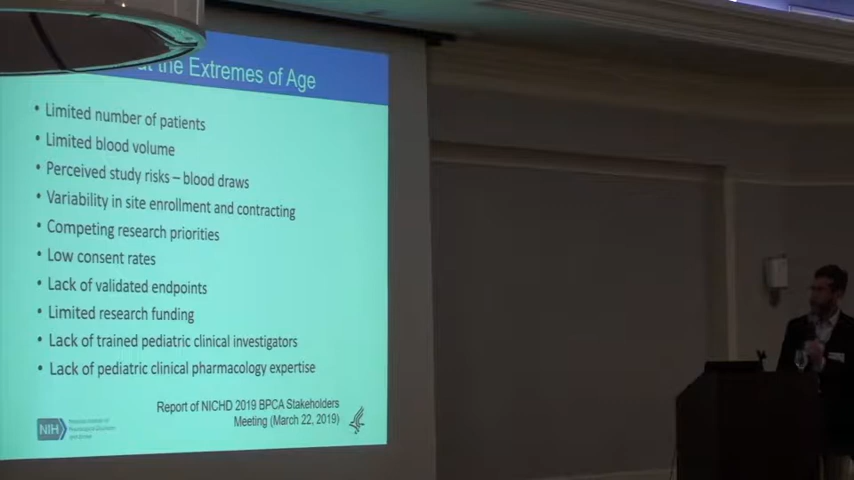 the Extremes of Age
• Limited number of patients
• Limited blood volume
• Perceived study risks – blood draws
• Variability in site enrollment and contracting
• Competing research priorities
• Low consent rates
• Lack of validated endpoints
• Limited research funding
• Lack of trained pediatric clinical investigators
• Lack of pediatric clinical pharmacology expertise
Report of NICHD 2019 BPCA Stakeholders
Meeting (March 22, 2019)
NIH